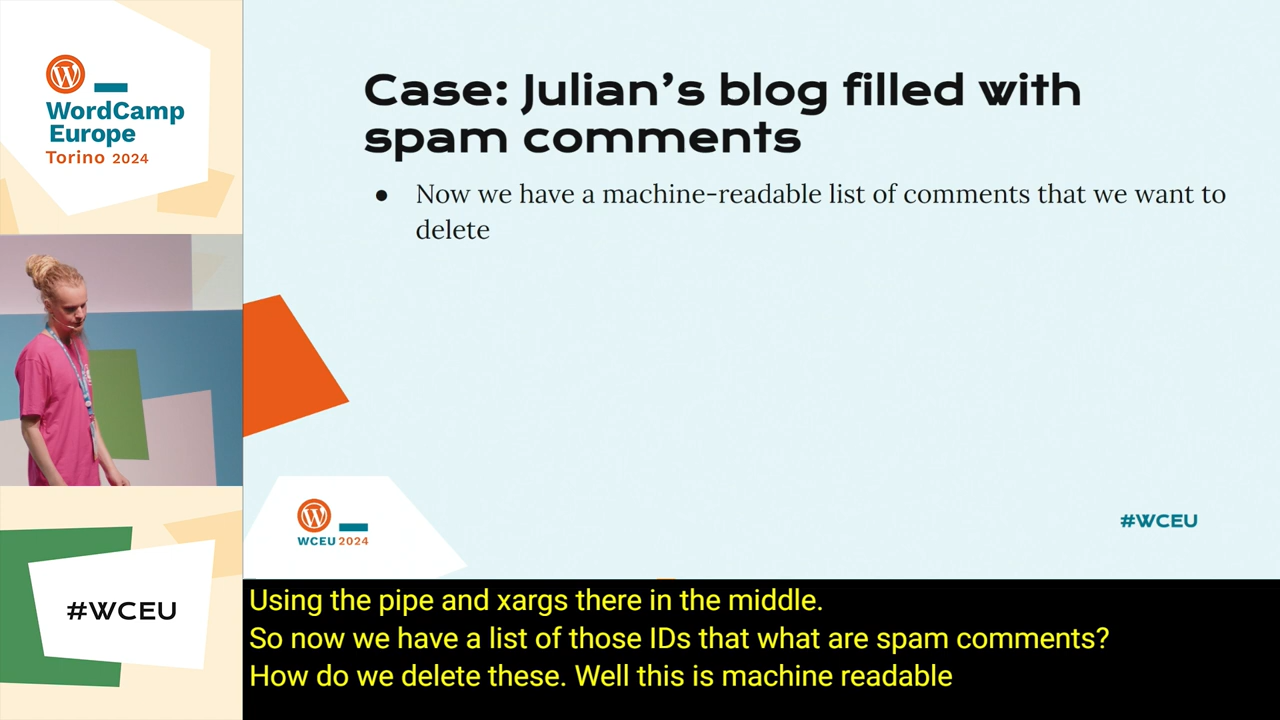 WordCamp
Europe
Torino 2024
Case: Julian's blog filled with
spam comments
● Now we have a machine-readable list of comments that we want to
delete
WCEU 2024
#WCEU
#WCEU
Using the pipe and xargs there in the middle.
So now we have a list of those IDs that what are spam comments?
How do we delete these. Well this is machine readable